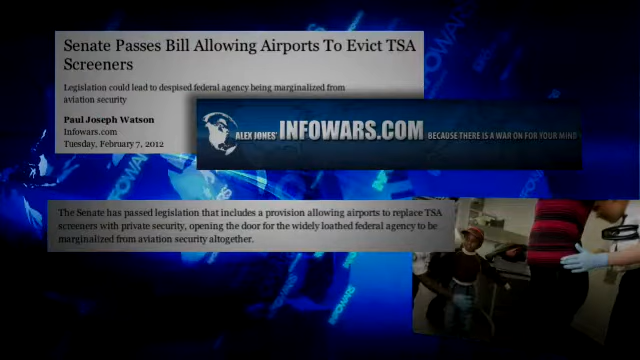 Senate Passes Bill Allowing Airports To Evict TSA
Screeners
Legislation could lead to despised federal agency being marginalized from
aviation security
Paul Joseph Watson
Infowars.com
Tuesday, February 7, 2012
ALEX JONES' INFOWARS.COM BECAUSE THERE IS A WAR ON FOR YOUR MIND
The Senate has passed legislation that includes a provision allowing airports to replace TSA
screeners with private security, opening the door for the widely loathed federal agency to be
marginalized from aviation security altogether.
INFOWARS
INFOWARS
INFOWARS